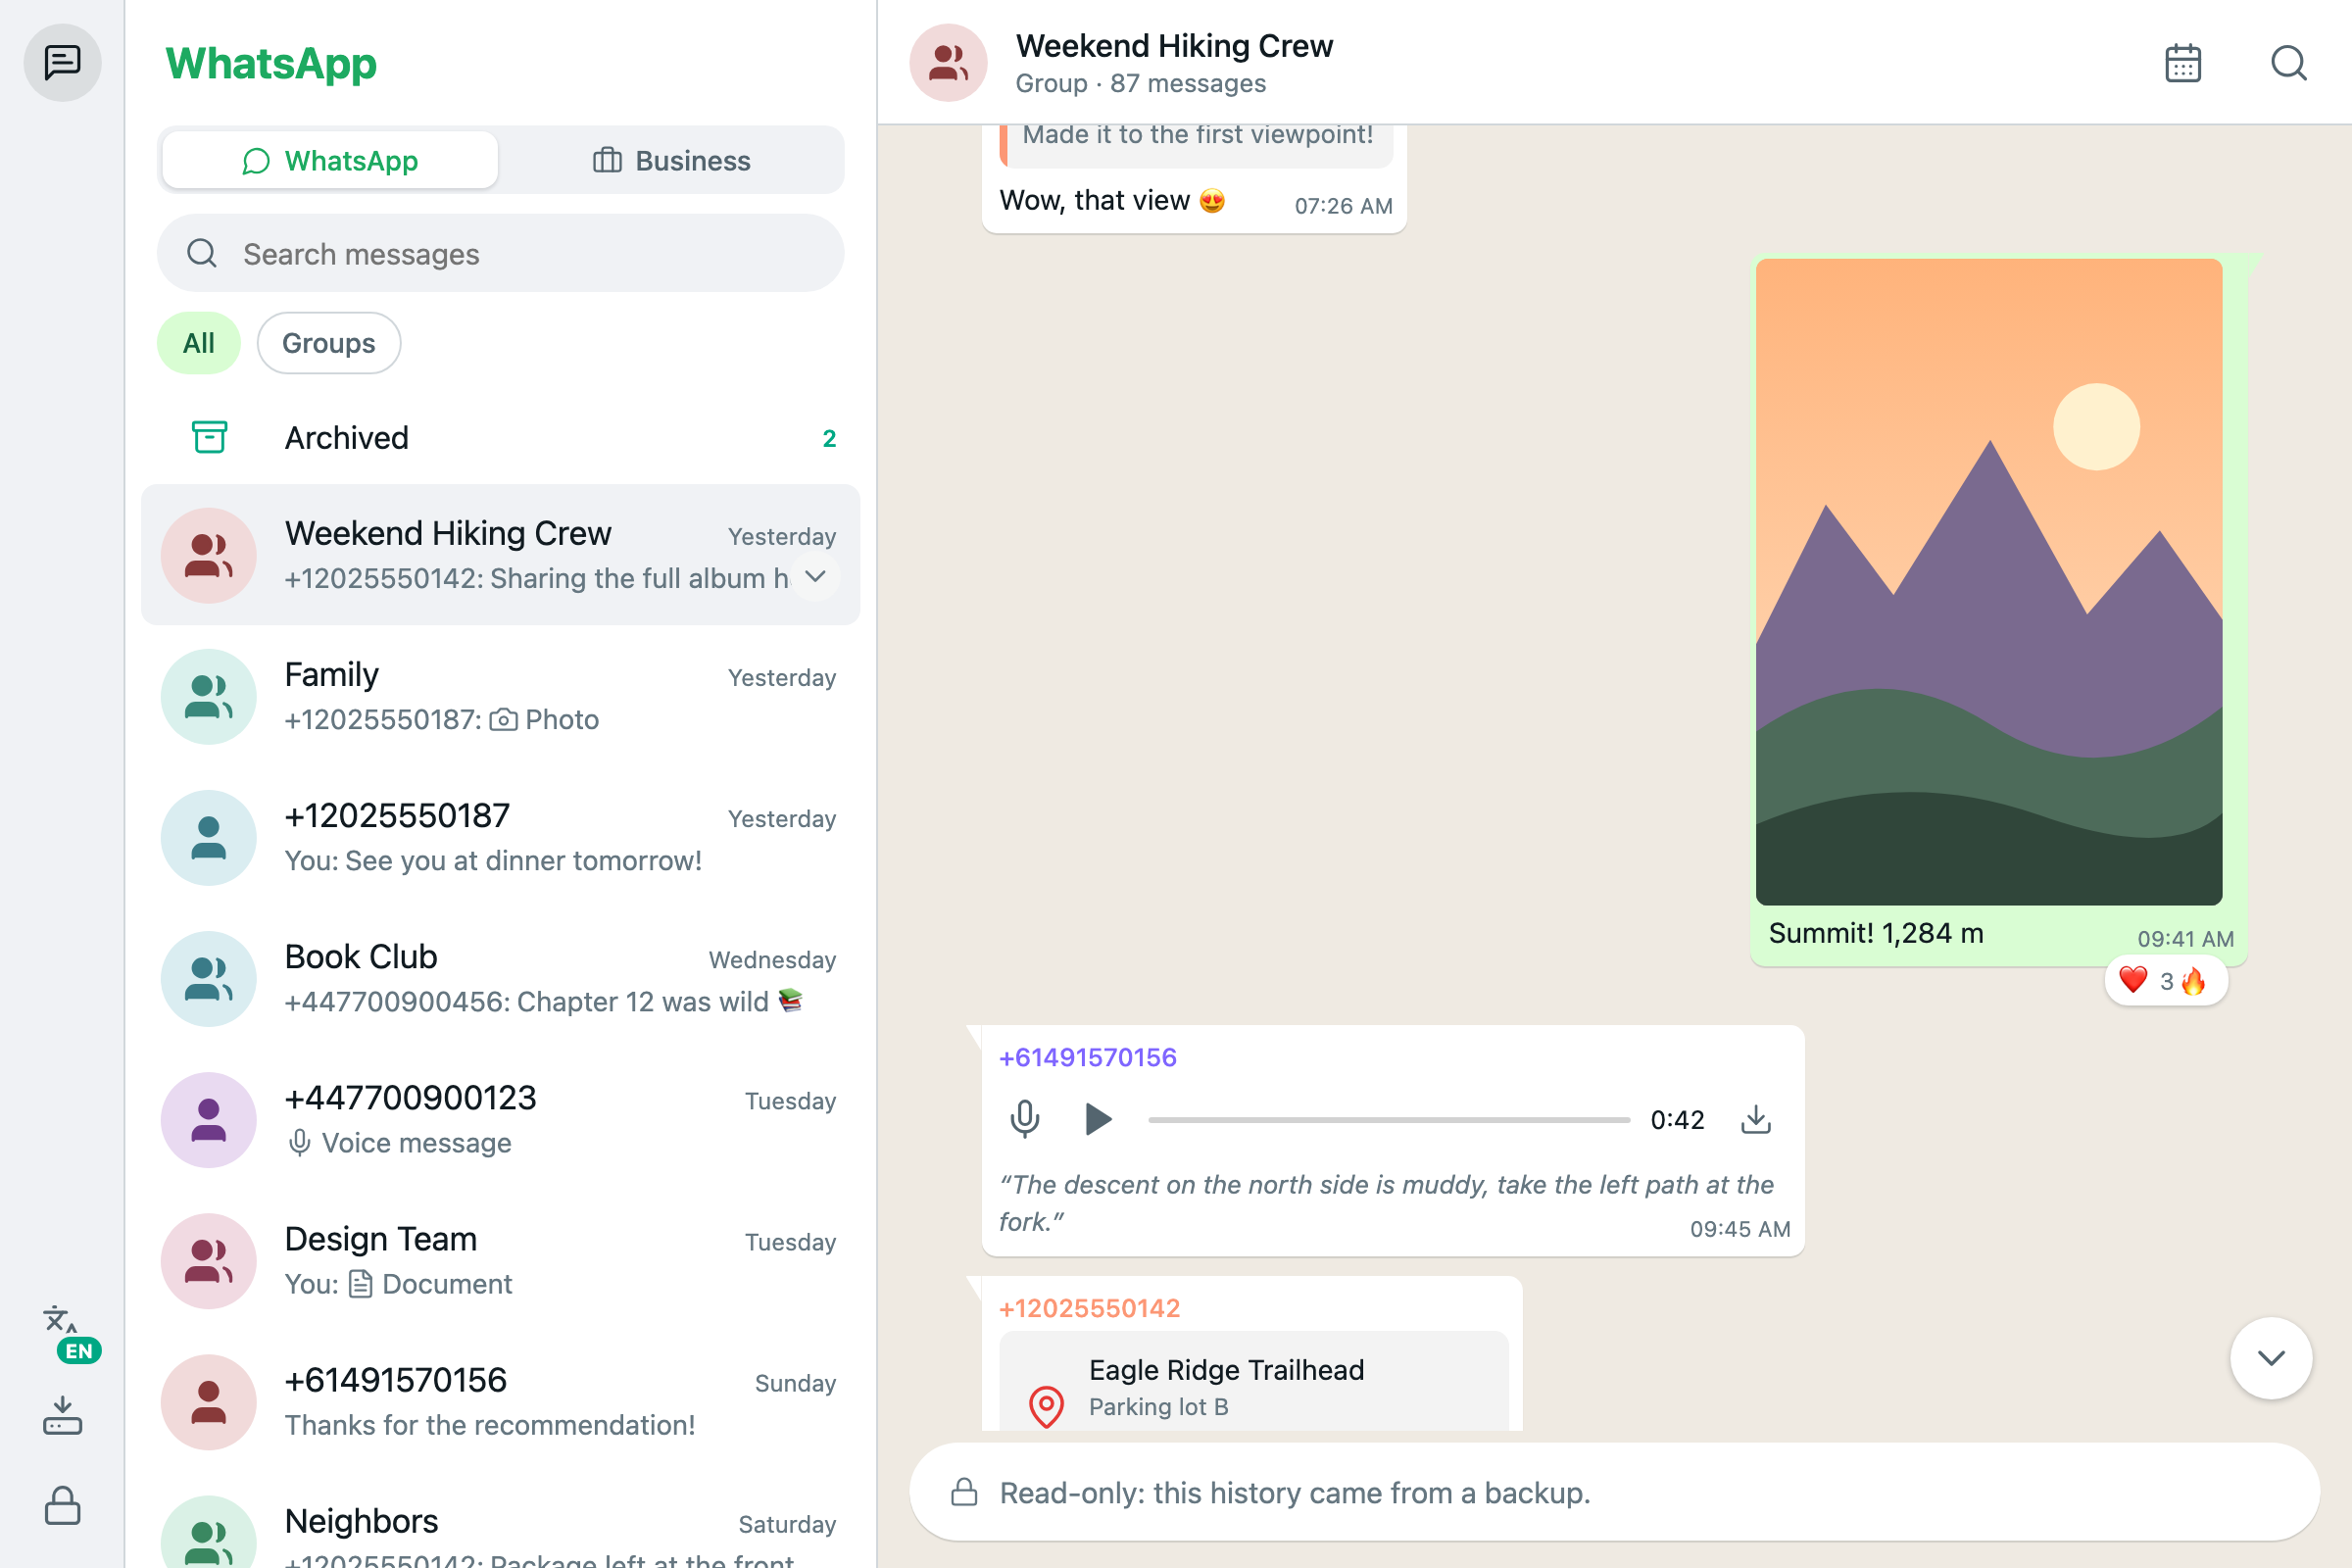 WhatsApp
WhatsApp
Business
Search messages
All
Groups
Archived
2
Weekend Hiking Crew
Yesterday
+12025550142: Sharing the full album h
Family
Yesterday
+12025550187: Photo
+12025550187
Yesterday
You: See you at dinner tomorrow!
Book Club
Wednesday
+447700900456: Chapter 12 was wild 📚
+447700900123
Tuesday
Voice message
Design Team
Tuesday
You: Document
+61491570156
Sunday
Thanks for the recommendation!
Neighbors
Saturday
+12025550142: Package left at the front
EN
Weekend Hiking Crew
Group · 87 messages
Made it to the first viewpoint!
Wow, that view 😍
07:26 AM
Summit! 1,284 m
09:41 AM
❤️ 3 🔥
+61491570156
0:42
“The descent on the north side is muddy, take the left path at the
fork.”
09:45 AM
+12025550142
Eagle Ridge Trailhead
Parking lot B
Read-only: this history came from a backup.